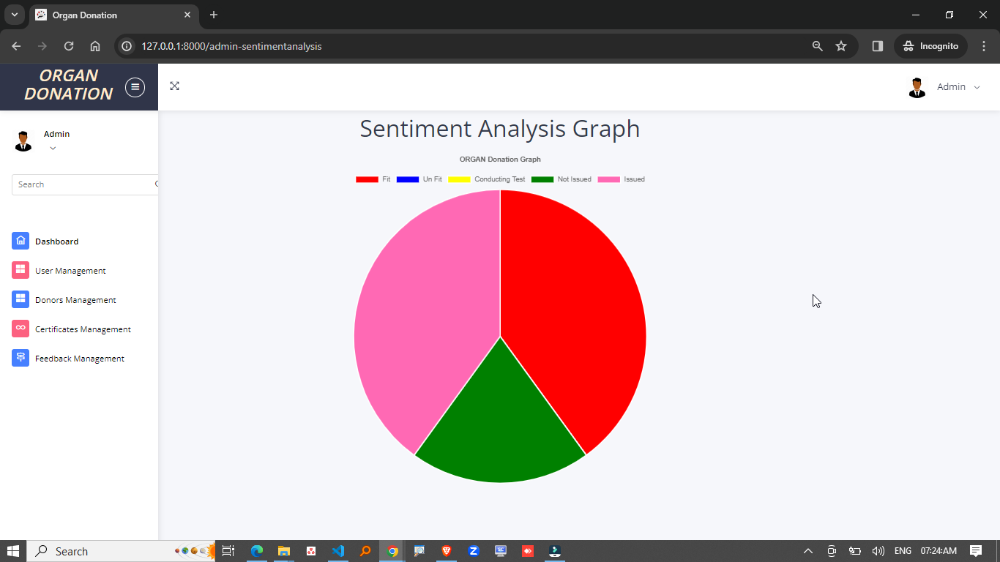 Organ Donation
127.0.0.1:8000/admin-sentimentanalysis
Incognito
ORGAN
DONATION
Admin
Admin
Search
Dashboard
User Management
Donors Management
Certificates Management
Feedback Management
Sentiment Analysis Graph
ORGAN Donation Graph
Fit Un Fit Conducting Test Not Issued Issued
Search
ENG 07:24AM